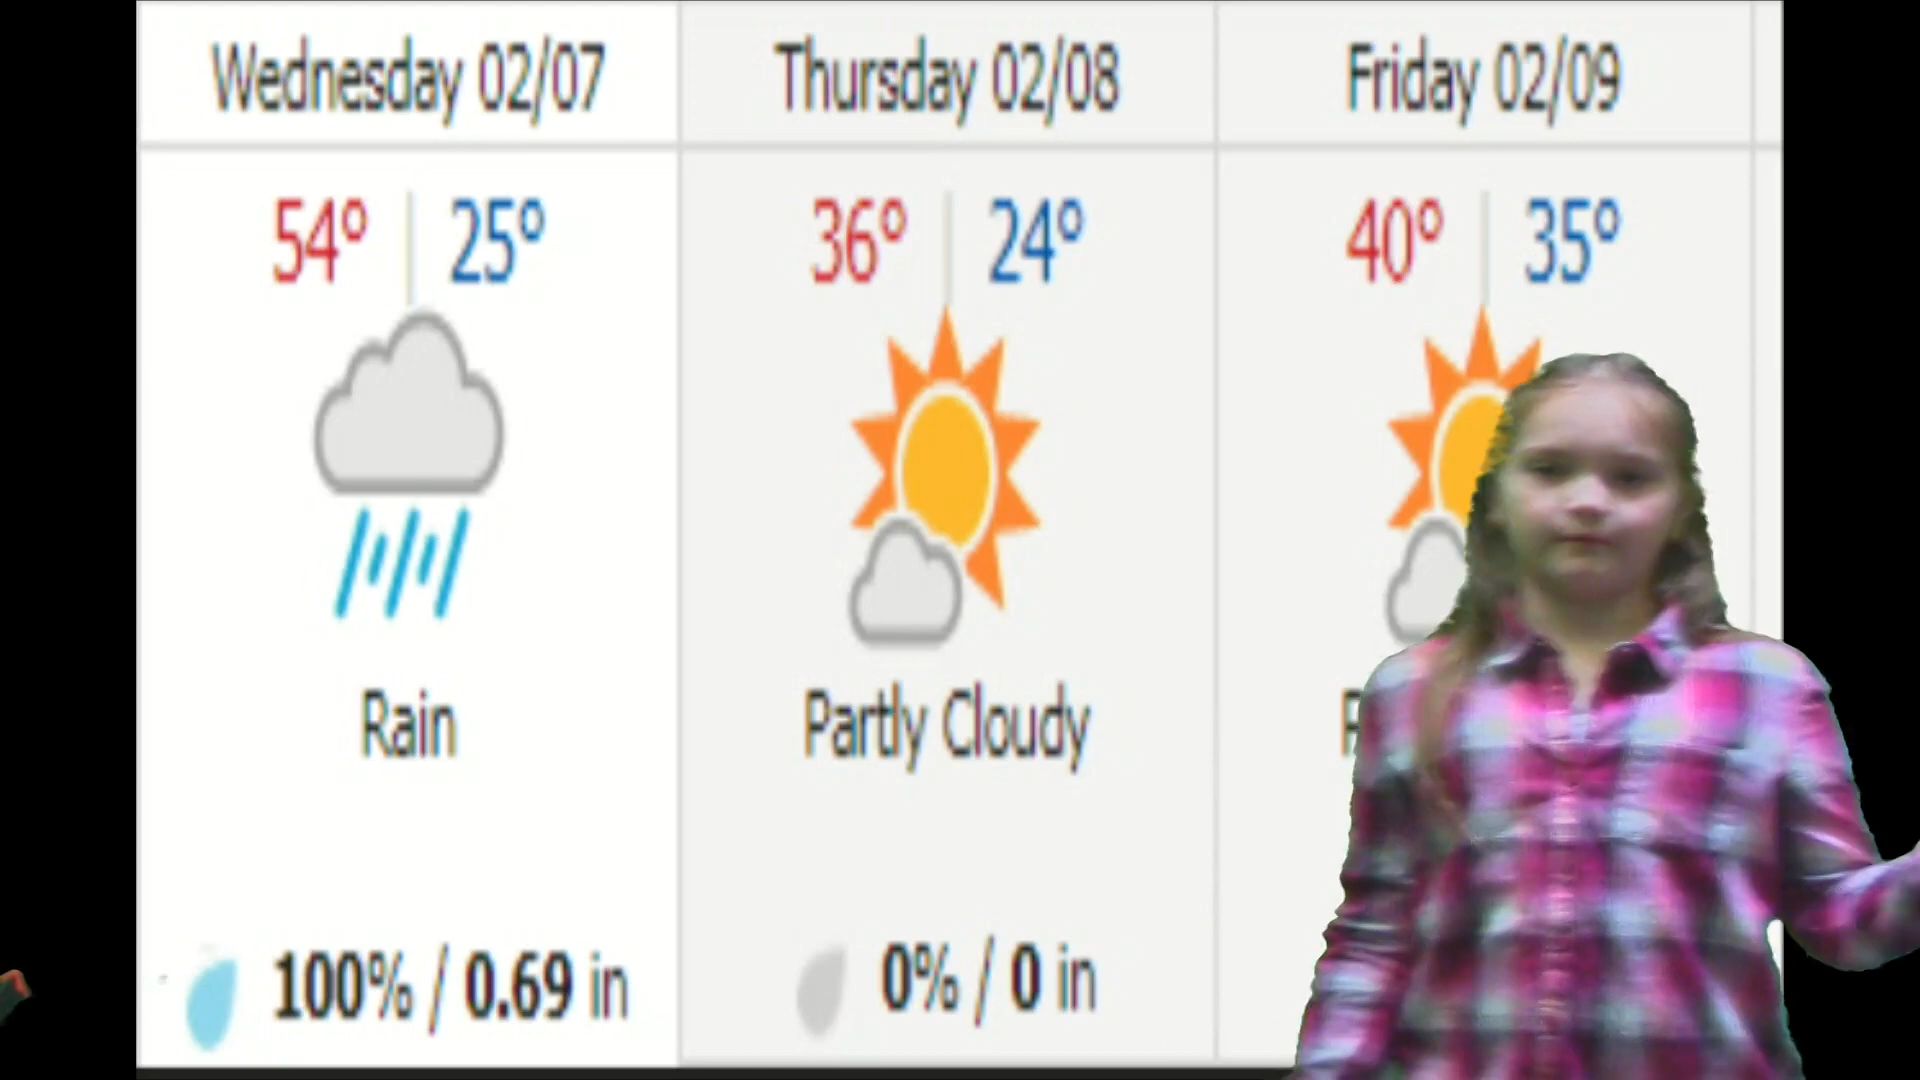 Wednesday 02/07
Thursday 02/08
Friday 02/09
54° 25°
36° 24°
40° 35°
Rain
Partly Cloudy
100% / 0.69 in
0% / 0 in